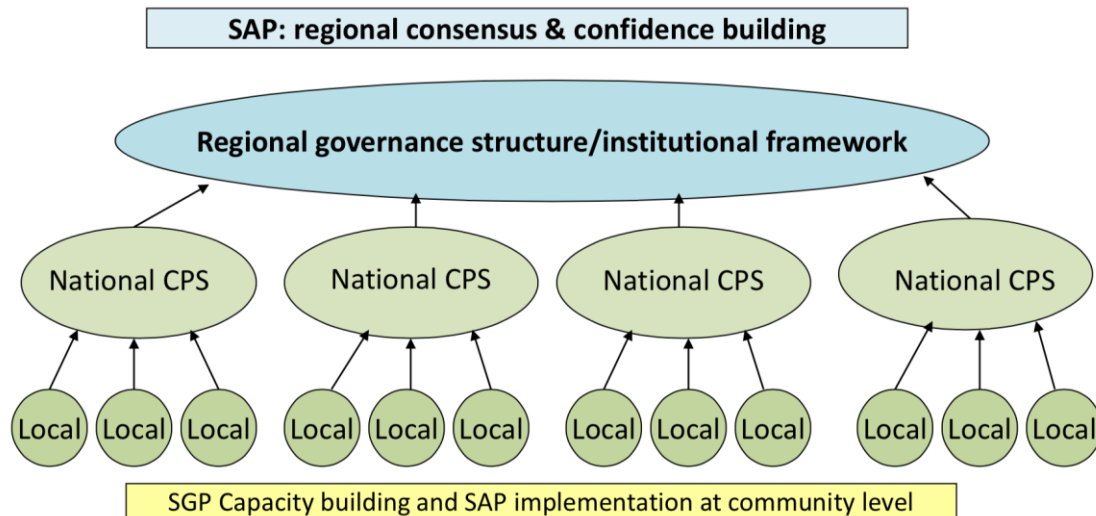 SAP: regional consensus & confidence building
Regional governance structure/institutional framework
National CPS National CPS National CPS National CPS
Local Local Local Local Local Local Local Local Local Local Local Local
SGP Capacity building and SAP implementation at community level